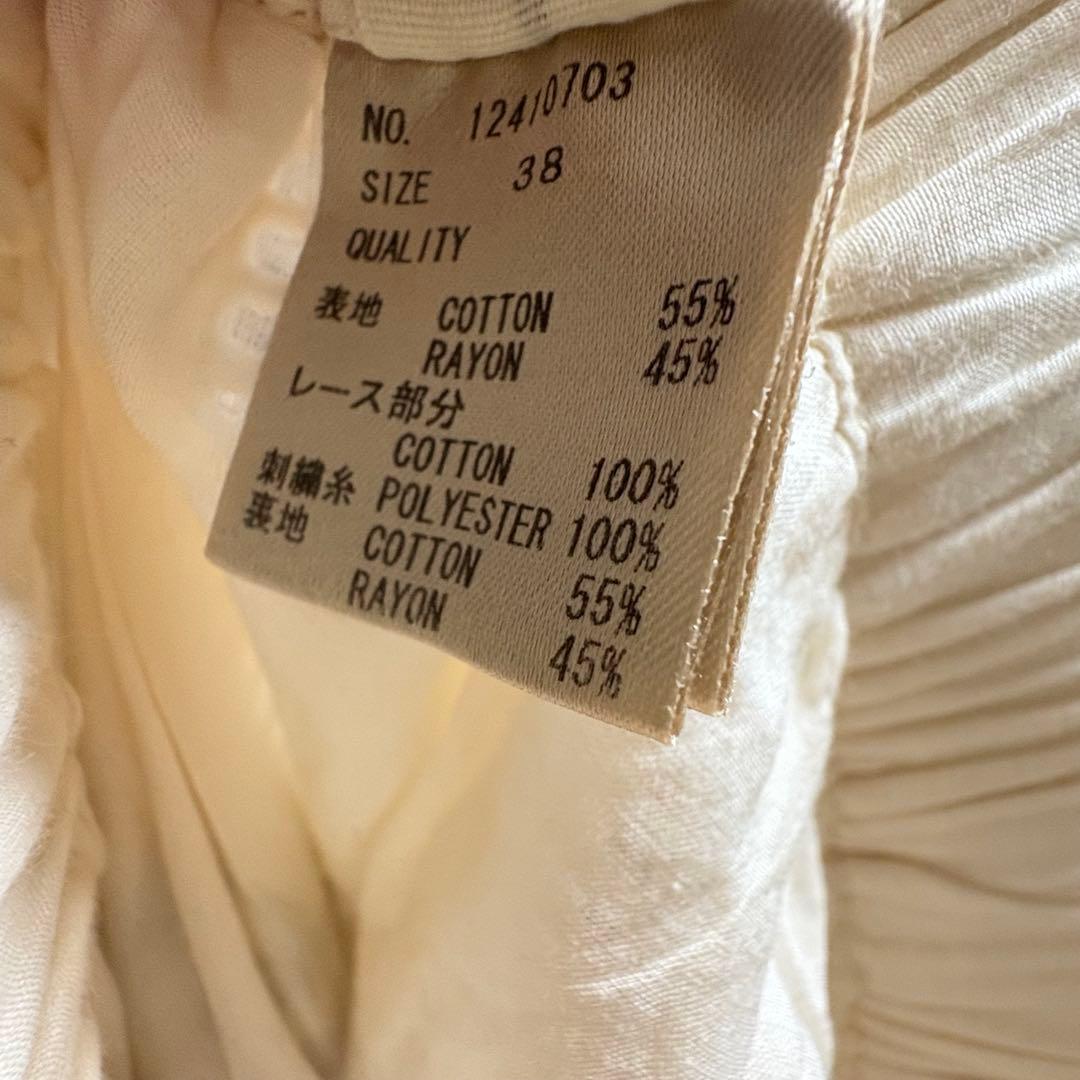 NO. 12410703
SIZE 38
QUALITY
表地 COTTON 55%
RAYON 45%
レース部分
COTTON 100%
刺繍糸 POLYESTER 100%
裏地 COTTON 55%
RAYON 45%